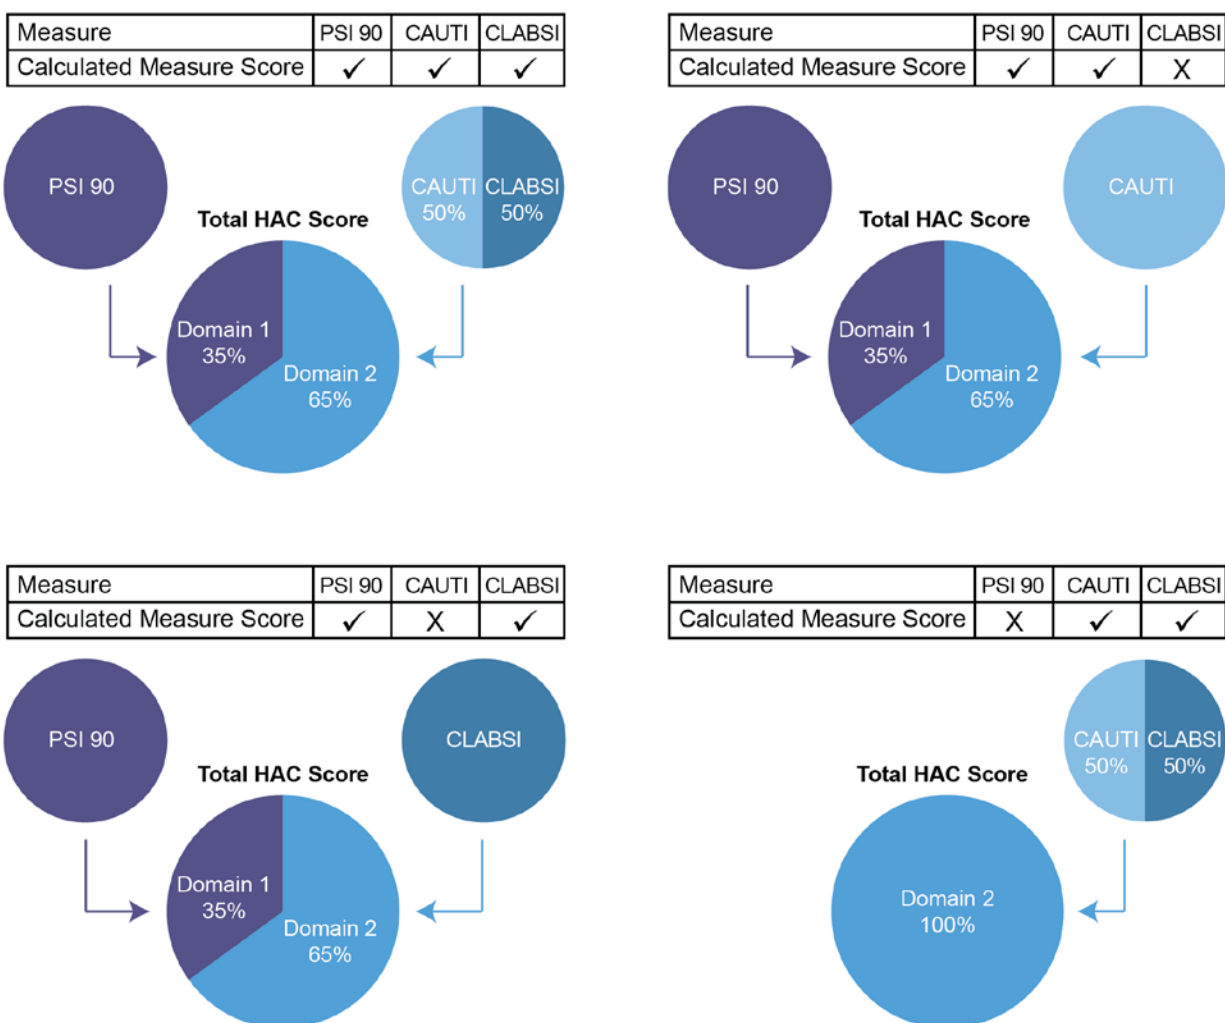 Measure PSI 90 CAUTI CLABSI
Calculated Measure Score ✓ ✓ ✓
PSI 90
CAUTI CLABSI
50% 50%
Total HAC Score
Domain 1
35%
Domain 2
65%
Measure PSI 90 CAUTI CLABSI
Calculated Measure Score ✓ ✓ X
PSI 90
CAUTI
Total HAC Score
Domain 1
35%
Domain 2
65%
Measure PSI 90 CAUTI CLABSI
Calculated Measure Score ✓ X ✓
PSI 90
CLABSI
Total HAC Score
Domain 1
35%
Domain 2
65%
Measure PSI 90 CAUTI CLABSI
Calculated Measure Score X ✓ ✓
CAUTI CLABSI
50% 50%
Total HAC Score
Domain 2
100%